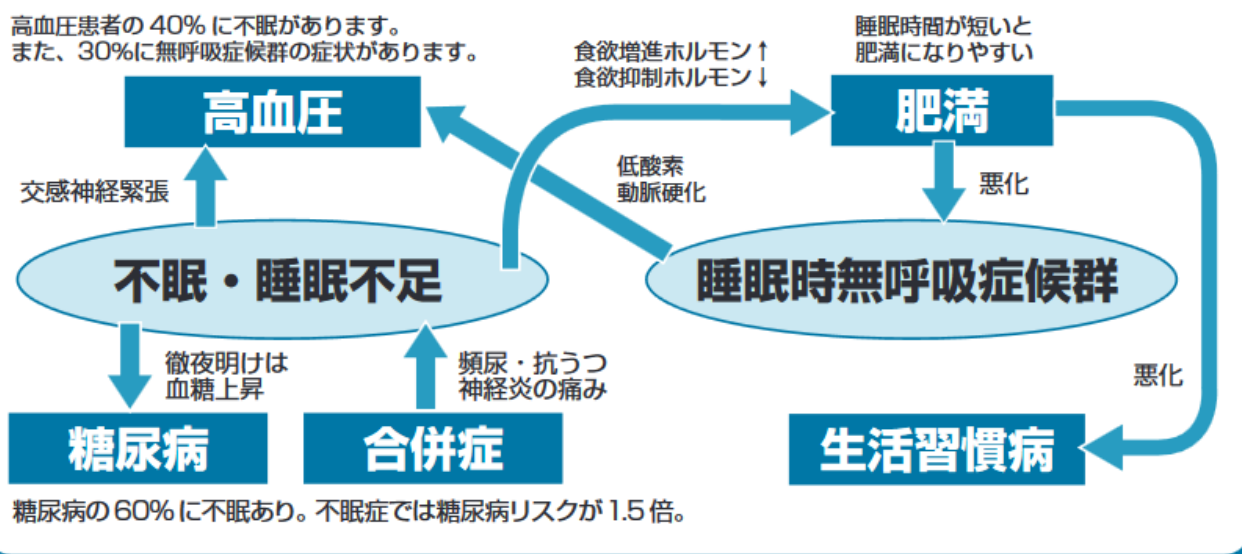 高血圧患者の40%に不眠があります。
また、30%に無呼吸症候群の症状があります。
食欲増進ホルモン↑
食欲抑制ホルモン↓
睡眠時間が短いと
肥満になりやすい
高血圧
肥満
交感神経緊張
低酸素
動脈硬化
悪化
不眠・睡眠不足
睡眠時無呼吸症候群
徹夜明けは
血糖上昇
頻尿・抗うつ
神経炎の痛み
悪化
糖尿病
合併症
生活習慣病
糖尿病の60%に不眠あり。不眠症では糖尿病リスクが1.5倍。